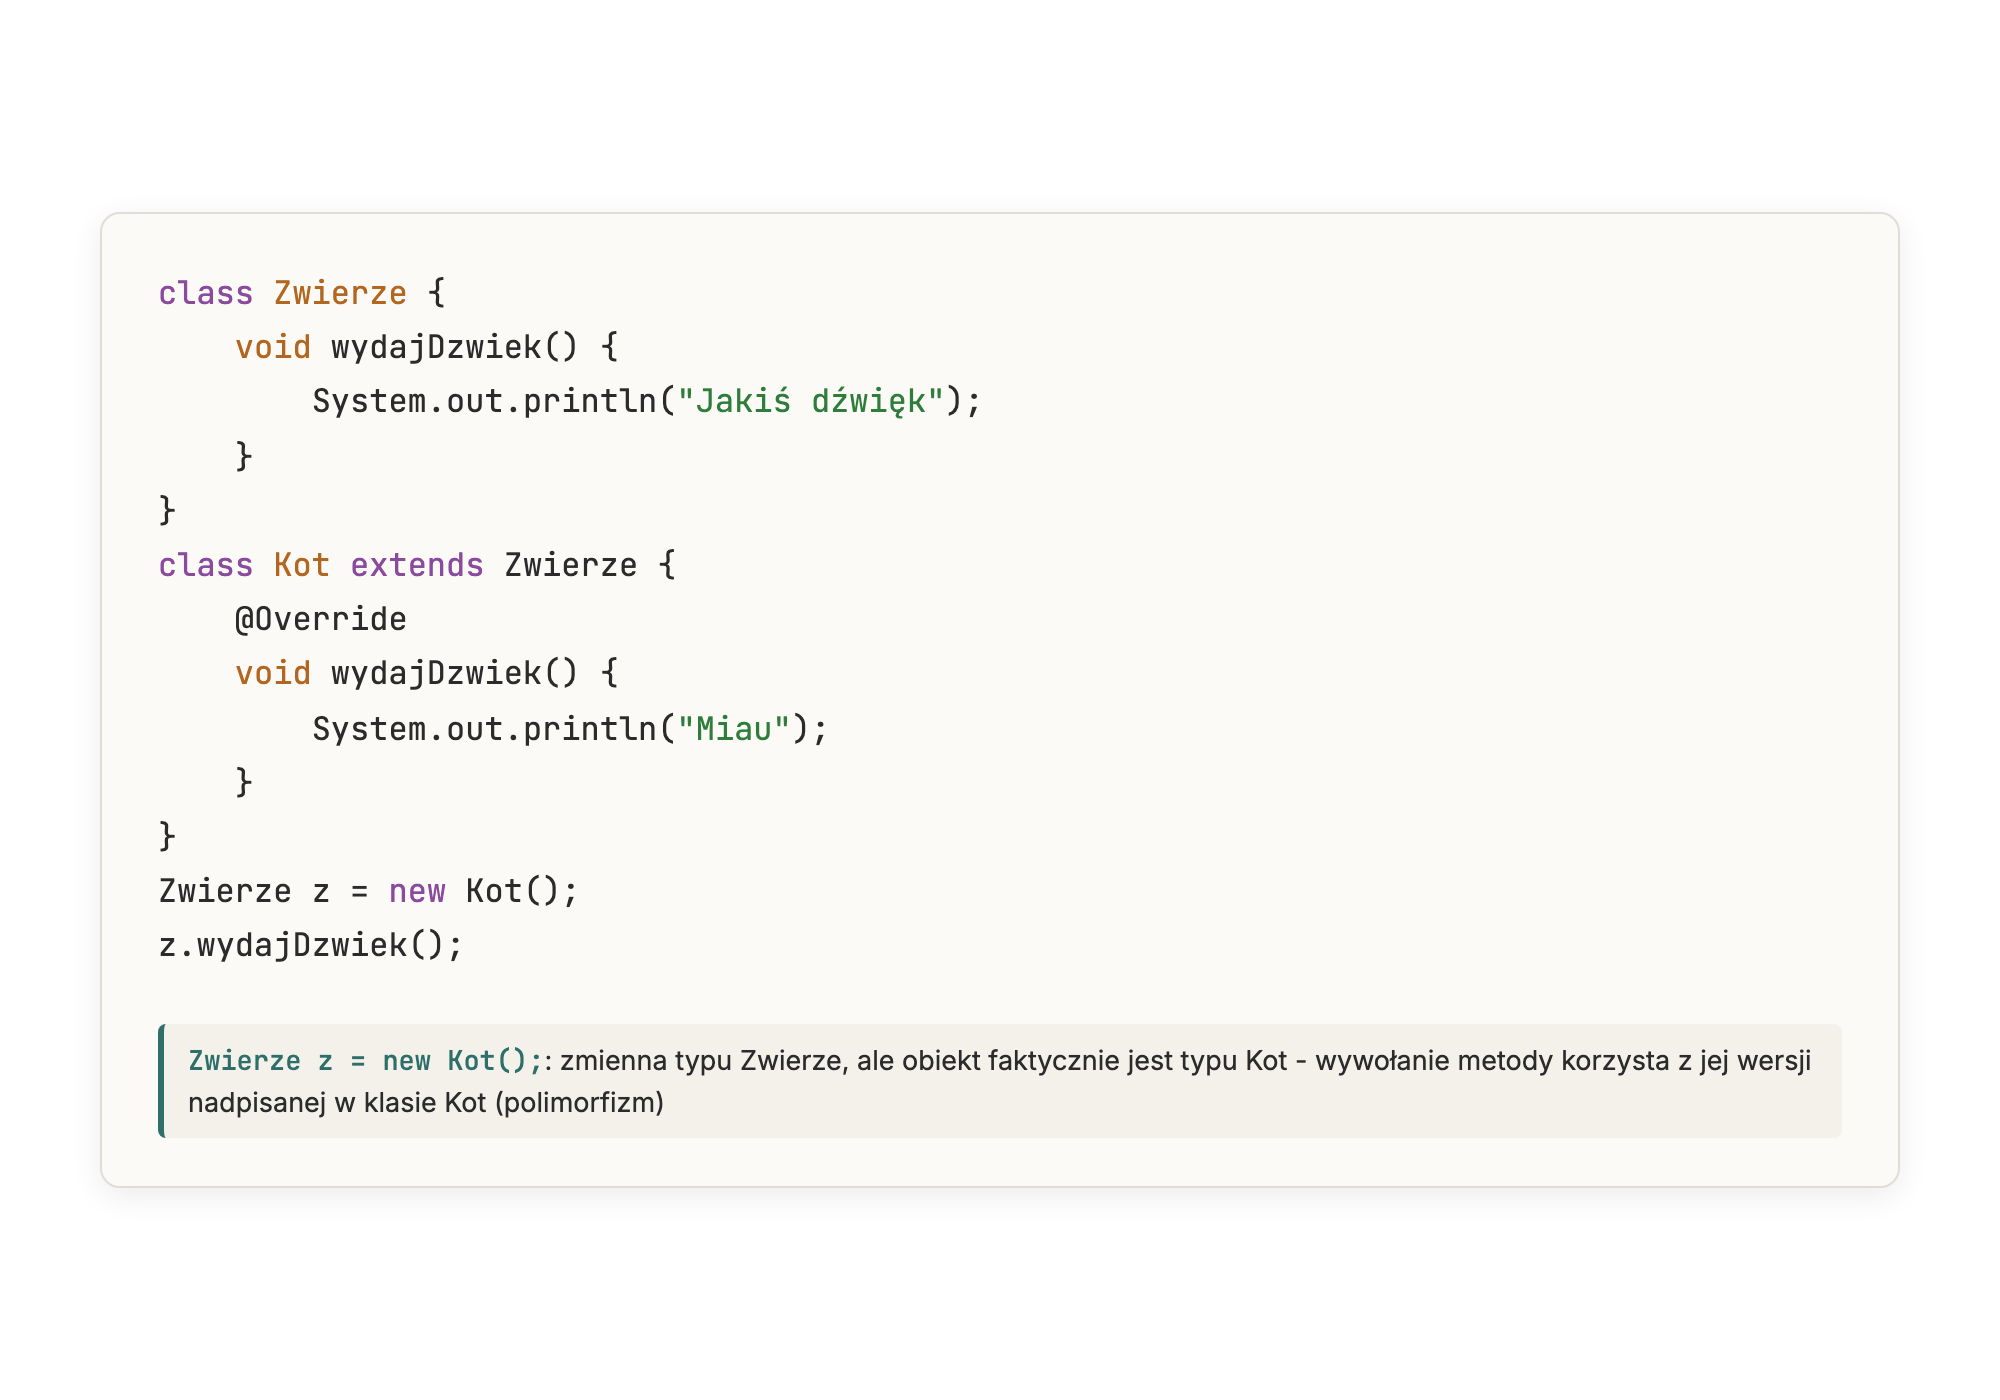 class Zwierze {
    void wydajDzwiek() {
        System.out.println("Jakiś dźwięk");
    }
}
class Kot extends Zwierze {
    @Override
    void wydajDzwiek() {
        System.out.println("Miau");
    }
}
Zwierze z = new Kot();
z.wydajDzwiek();
Zwierze z = new Kot();: zmienna typu Zwierze, ale obiekt faktycznie jest typu Kot - wywołanie metody korzysta z jej wersji
nadpisanej w klasie Kot (polimorfizm)